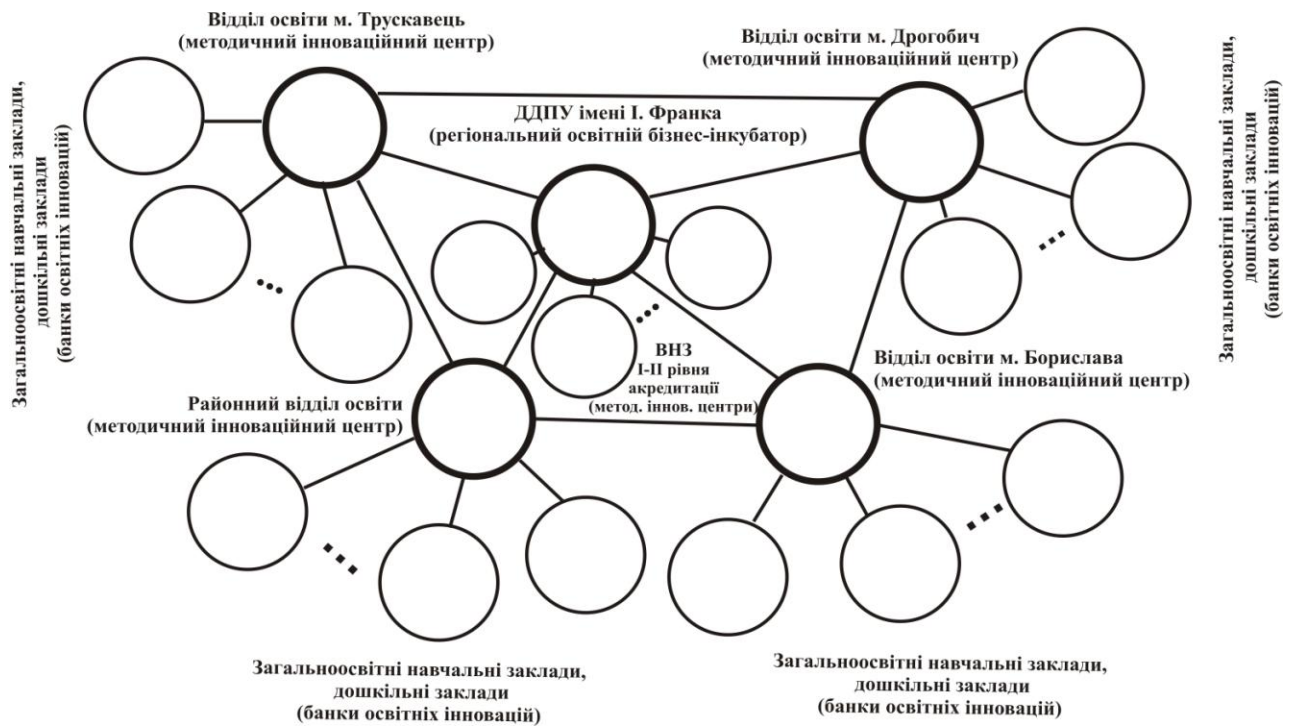 Відділ освіти м. Трускавець
(методичний інноваційний центр)
Відділ освіти м. Дрогобич
(методичний інноваційний центр)
ДДПУ імені І. Франка
(регіональний освітній бізнес-інкубатор)
Загальноосвітні навчальні заклади,
дошкільні заклади
(банки освітніх інновацій)
Загальноосвітні навчальні заклади,
дошкільні заклади
(банки освітніх інновацій)
ВНЗ
І-ІІ рівня
акредитації
(метод. іннов. центри)
Відділ освіти м. Борислава
(методичний інноваційний центр)
Районний відділ освіти
(методичний інноваційний центр)
Загальноосвітні навчальні заклади,
дошкільні заклади
(банки освітніх інновацій)
Загальноосвітні навчальні заклади,
дошкільні заклади
(банки освітніх інновацій)